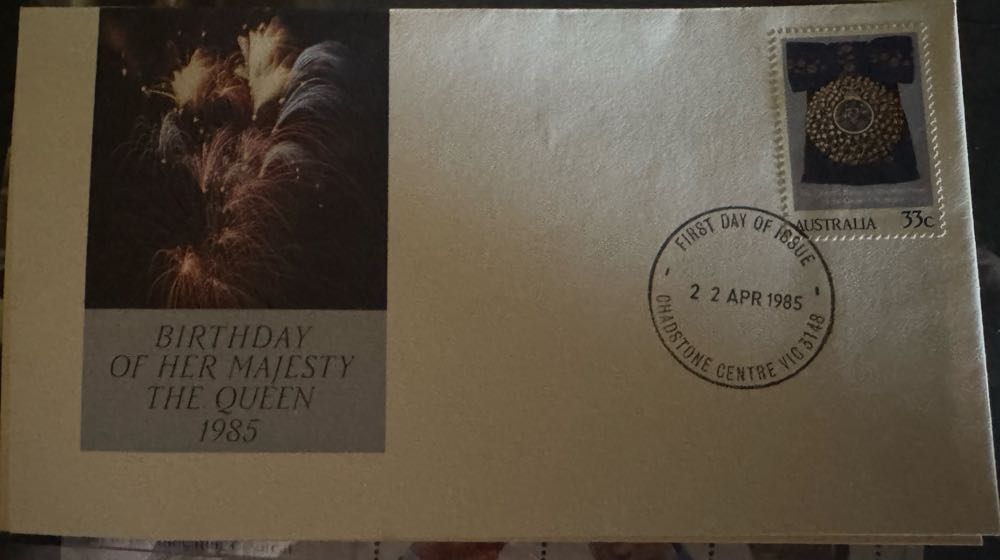 BIRTHDAY
OF HER MAJESTY
THE QUEEN
1985
AUSTRALIA 33c
FIRST DAY OF ISSUE
2 2 APR 1985
CHADSTONE CENTRE VIC 3148